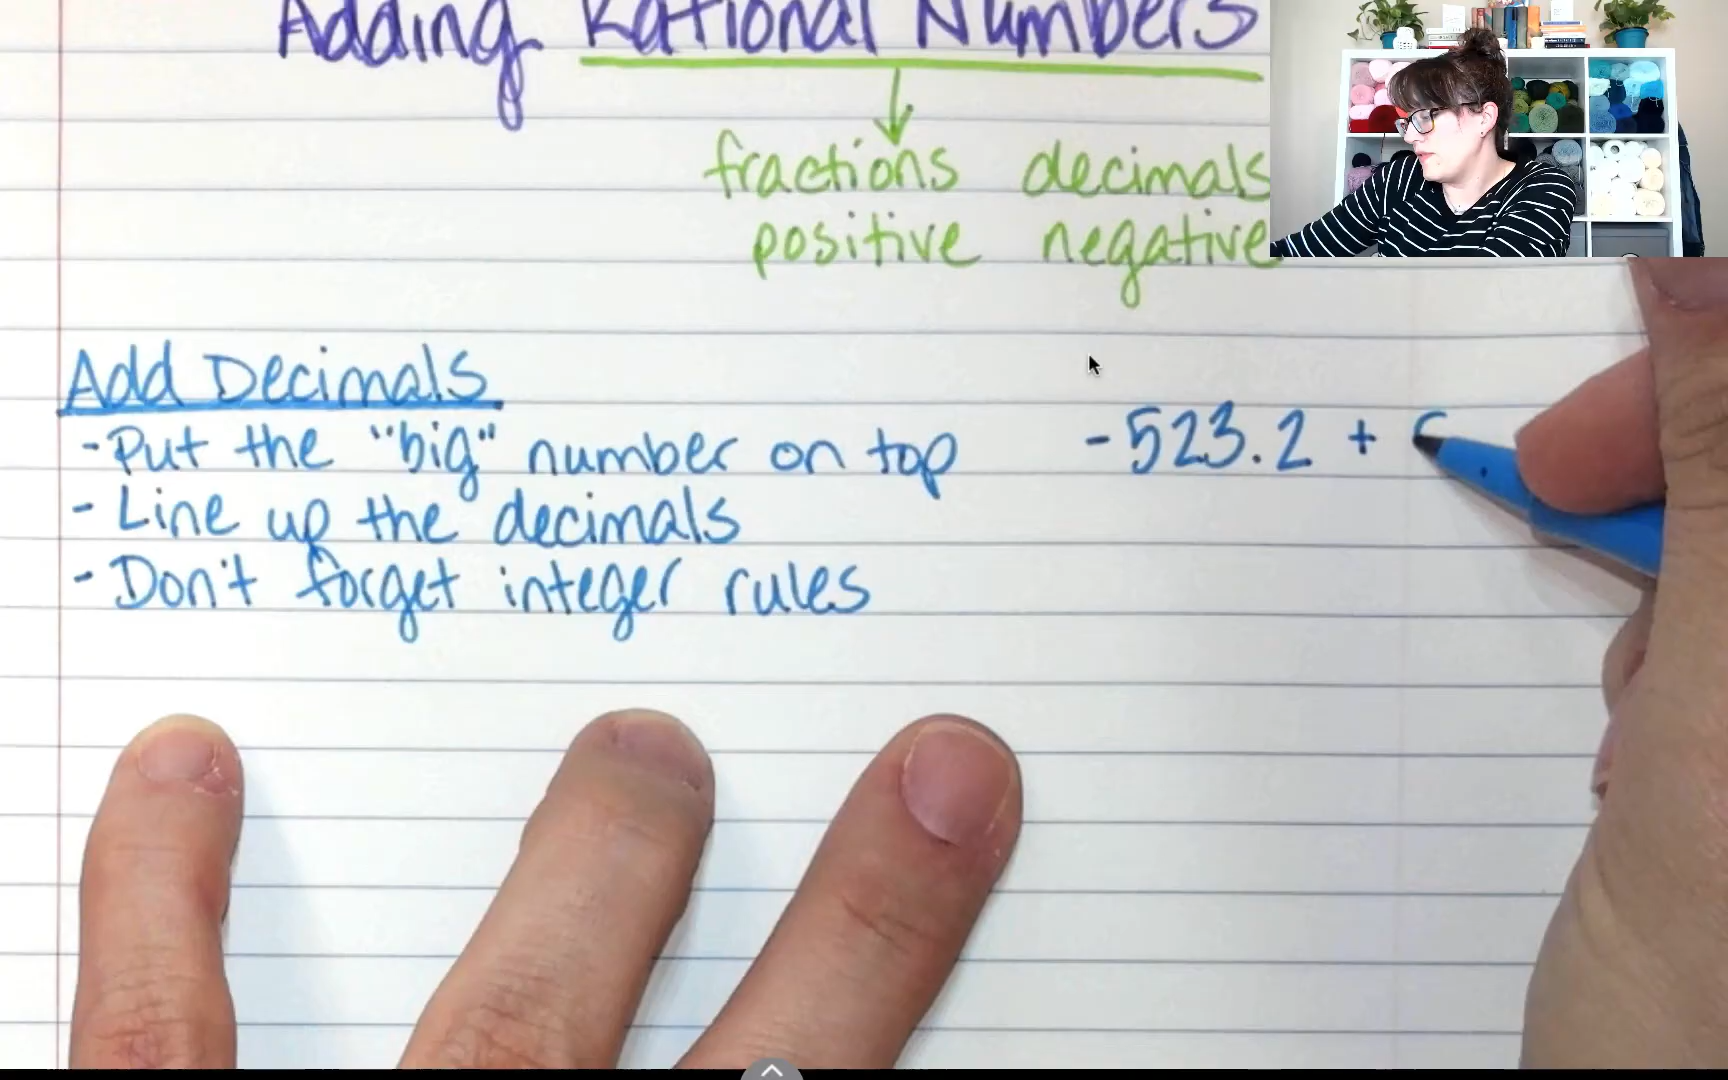 Adding Rational Numbers
fractions decimals
positive negative
Add Decimals
-Put the "big" number on top
- Line up the decimals
- Don't forget integer rules
-523.2 +